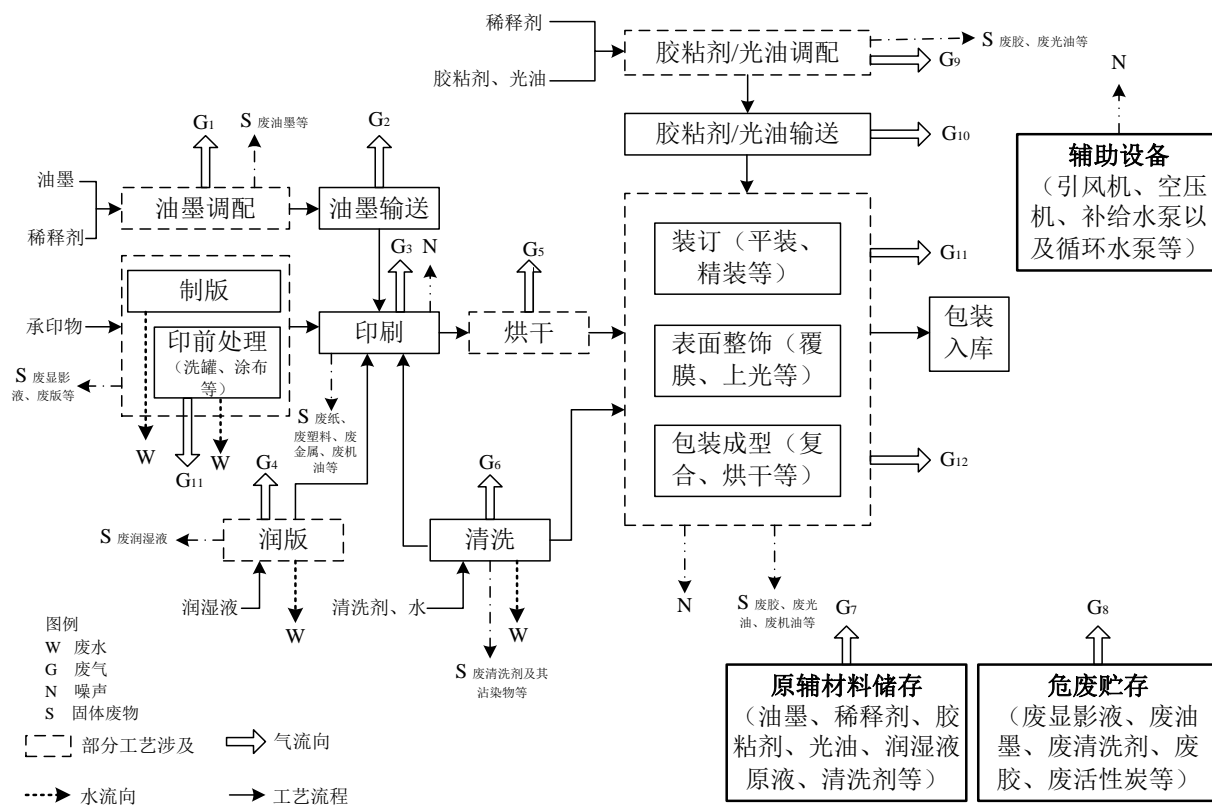 稀释剂
胶粘剂、光油
胶粘剂/光油调配
S 废胶、废光油等
G9
N
胶粘剂/光油输送
G10
辅助设备
（引风机、空压
机、补给水泵以
及循环水泵等）
G1
S 废油墨等
G2
油墨
稀释剂
油墨调配
油墨输送
G3
N
G5
装订（平装、
精装等）
G11
制版
承印物
印前处理
（洗罐、涂布
等）
印刷
烘干
表面整饰（覆
膜、上光等）
包装
入库
S 废显影
液、废版等
S 废纸、
废塑料、废
金属、废机
油等
W
G11
W
G4
G6
包装成型（复
合、烘干等）
G12
S 废润湿液
润版
清洗
润湿液
W
清洗剂、水
W
S 废清洗剂及其
沾染物等
N
S 废胶、废光
油、废机油等
G7
G8
原辅材料储存
（油墨、稀释剂、胶
粘剂、光油、润湿液
原液、清洗剂等）
危废贮存
（废显影液、废油
墨、废清洗剂、废
胶、废活性炭等）
图例
W 废水
G 废气
N 噪声
S 固体废物
部分工艺涉及
气流向
水流向
工艺流程